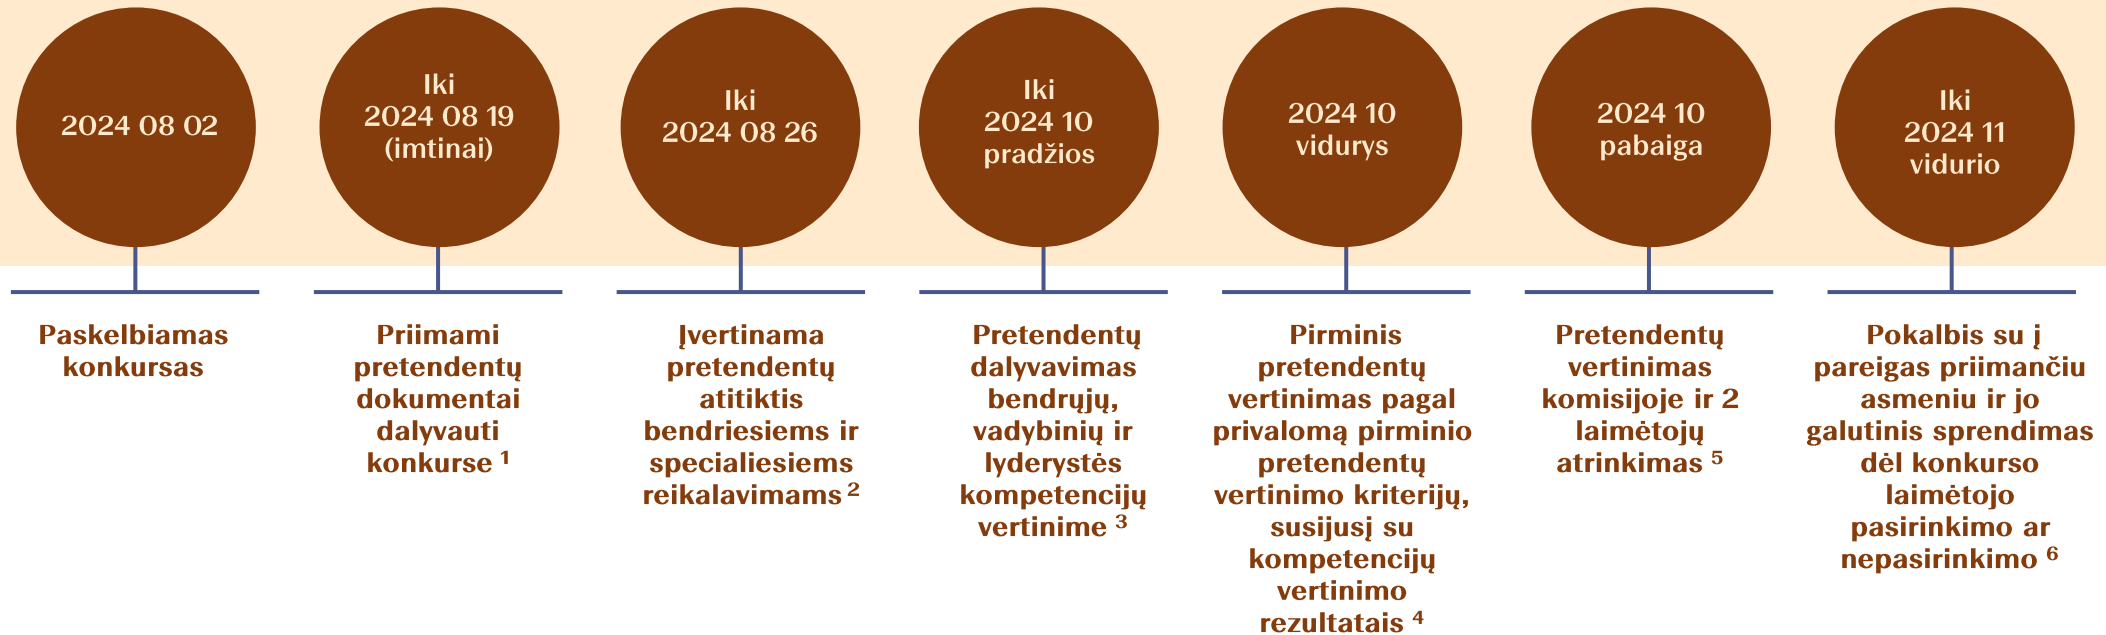 2024 08 02
Iki
2024 08 19
(imtinai)
Iki
2024 08 26
Iki
2024 10
pradžios
2024 10
vidurys
2024 10
pabaiga
Iki
2024 11
vidurio
Paskelbiamas
konkursas
Priimami
pretendentų
dokumentai
dalyvauti
konkurse ¹
Įvertinama
pretendentų
atitiktis
bendriesiems ir
specialiesiems
reikalavimams ²
Pretendentų
dalyvavimas
bendrųjų,
vadybinių ir
lyderystės
kompetencijų
vertinime ³
Pirminis
pretendentų
vertinimas pagal
privalomą pirminio
pretendentų
vertinimo kriterijų,
susijusį su
kompetencijų
vertinimo
rezultatais ⁴
Pretendentų
vertinimas
komisijoje ir 2
laimėtojų
atrinkimas ⁵
Pokalbis su į
pareigas priimančiu
asmeniu ir jo
galutinis sprendimas
dėl konkurso
laimėtojo
pasirinkimo ar
nepasirinkimo ⁶